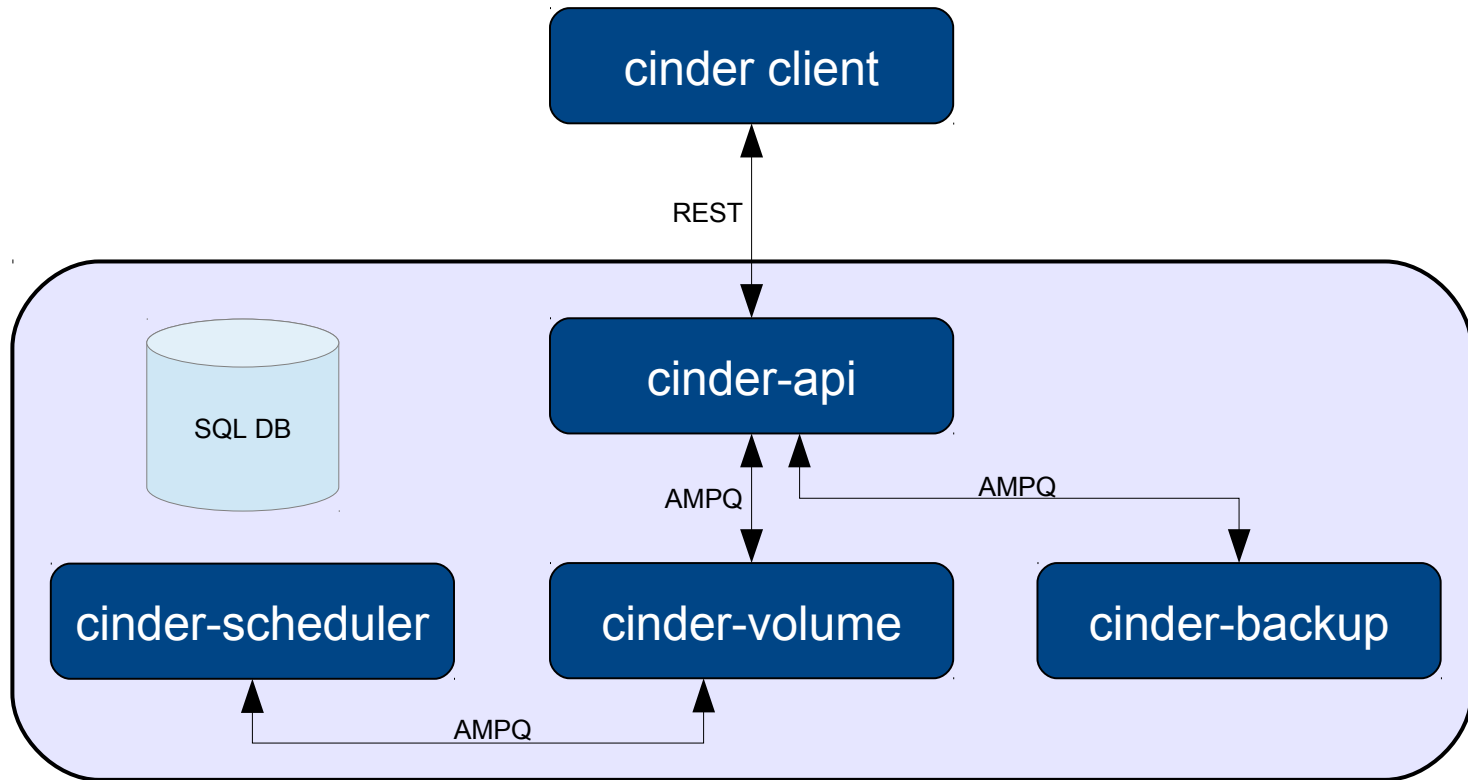 cinder client
REST
cinder-api
SQL DB
AMPQ
AMPQ
cinder-scheduler
cinder-volume
cinder-backup
AMPQ